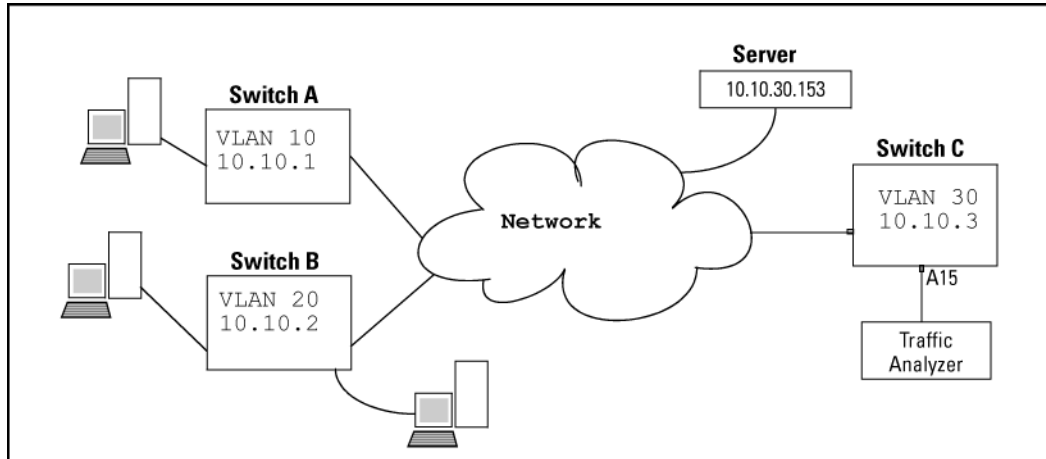 Server
10.10.30.153
Switch A
VLAN 10
10.10.1
Switch C
VLAN 30
10.10.3
Network
Switch B
VLAN 20
10.10.2
A15
Traffic
Analyzer